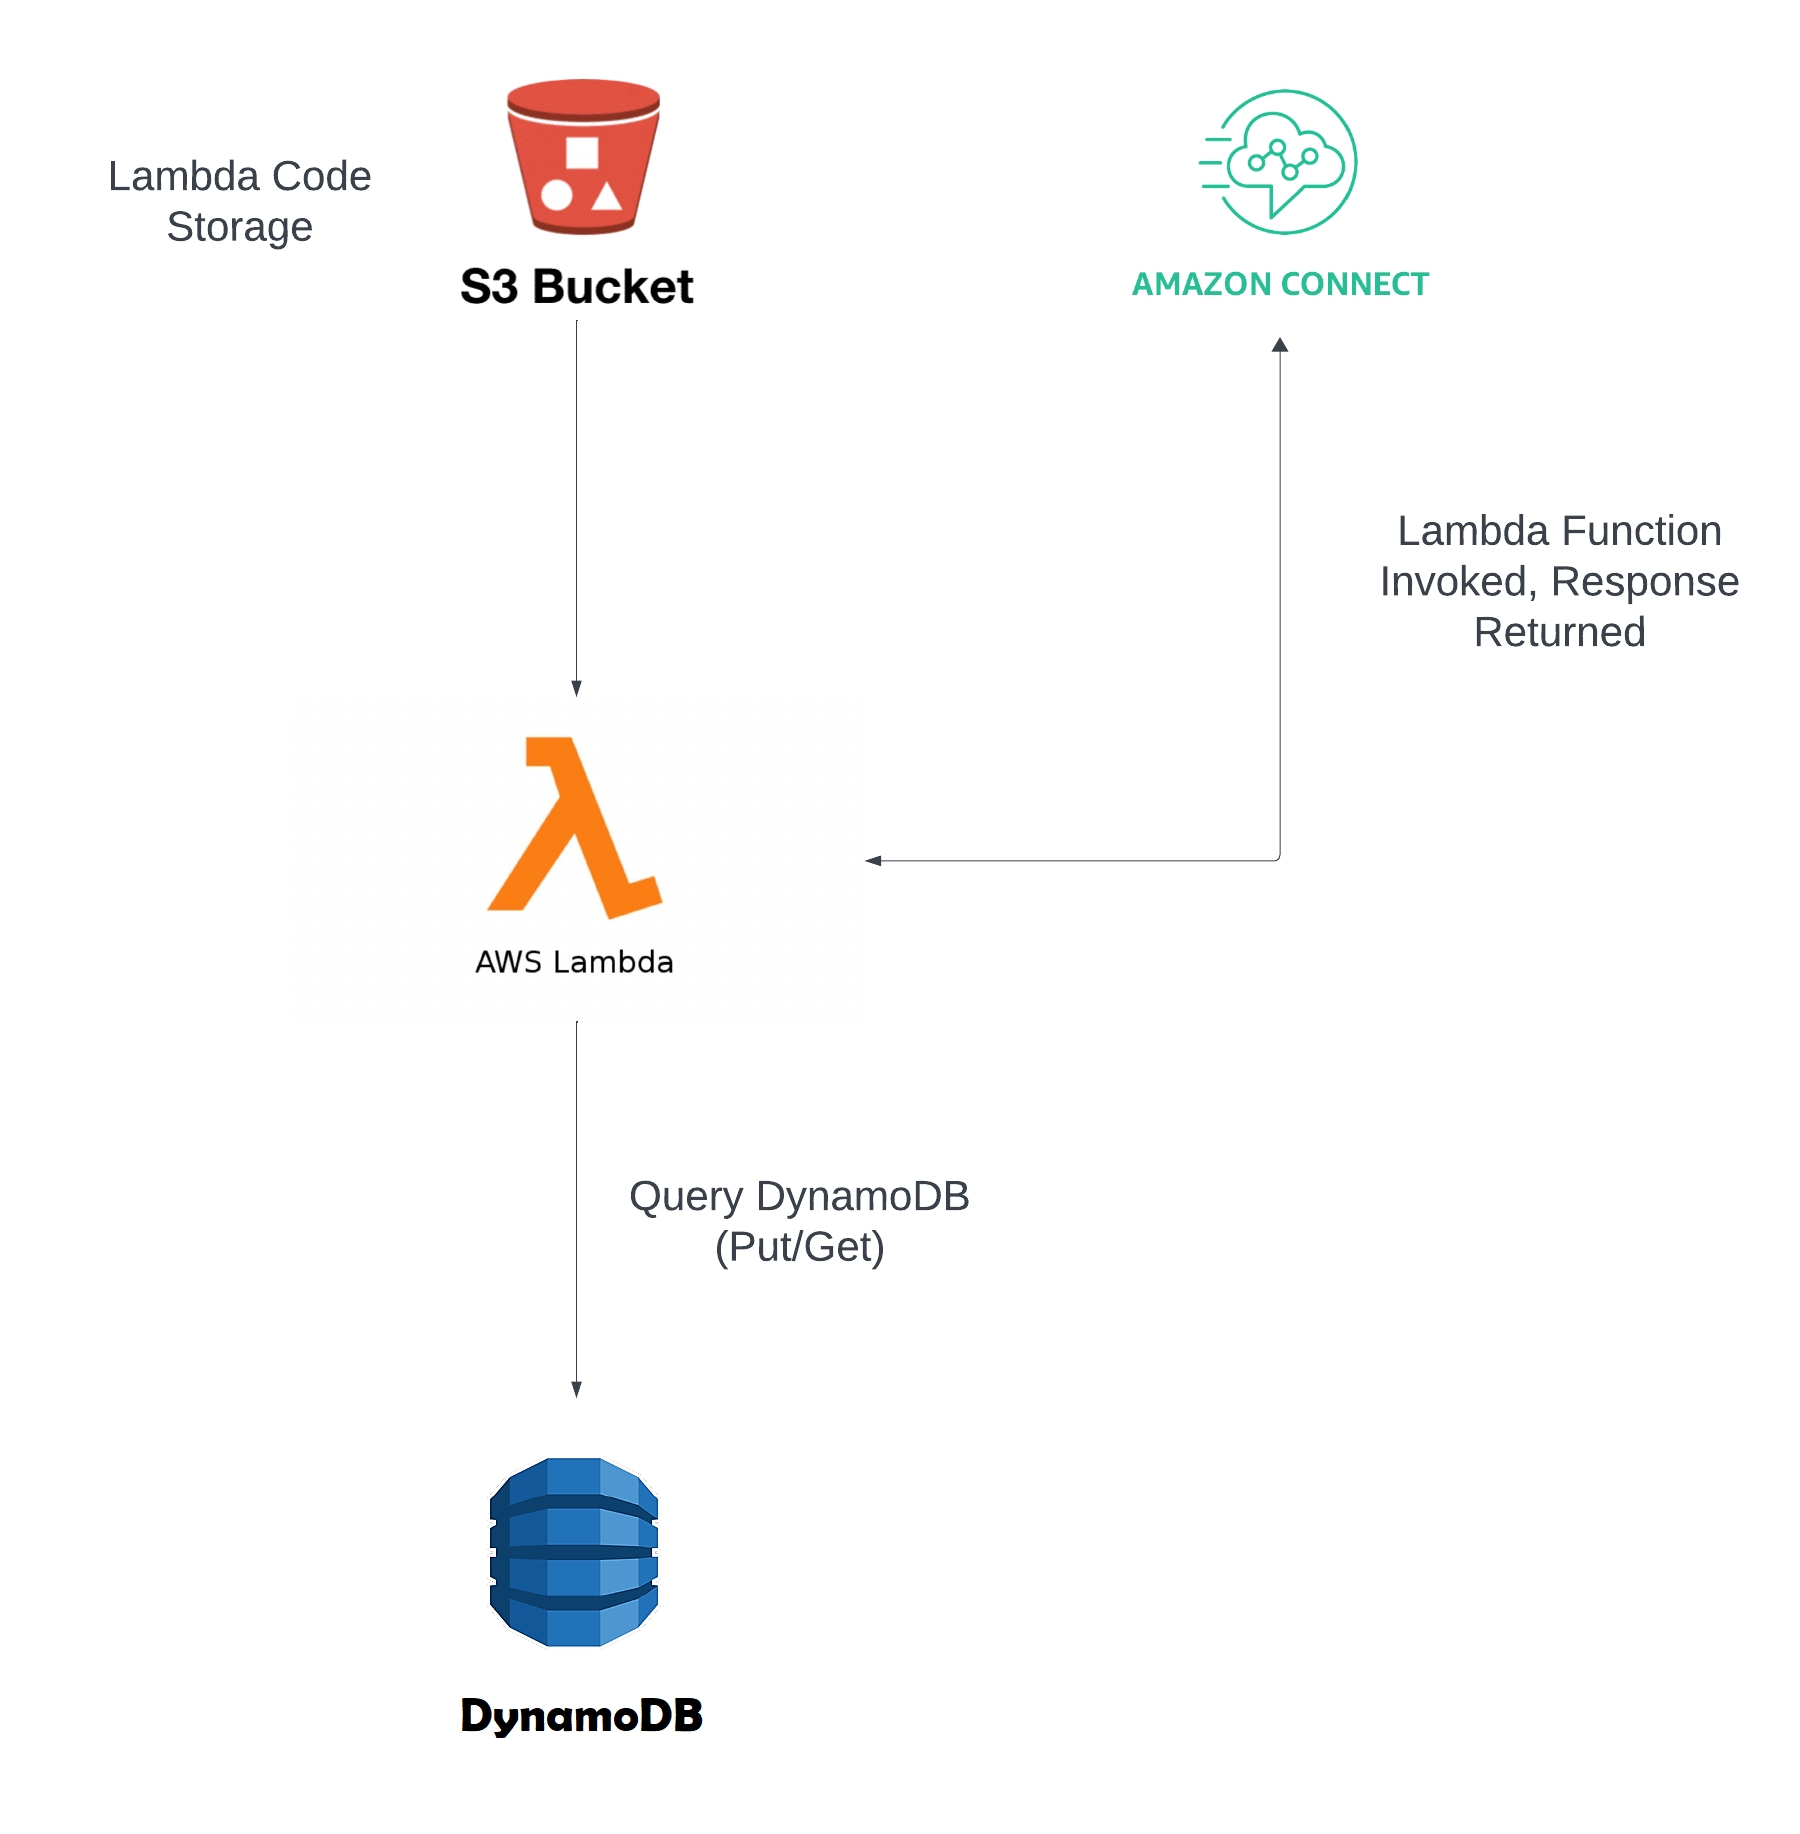 Lambda Code
Storage
S3 Bucket
AMAZON CONNECT
Lambda Function
Invoked, Response
Returned
AWS Lambda
Query DynamoDB
(Put/Get)
DynamoDB